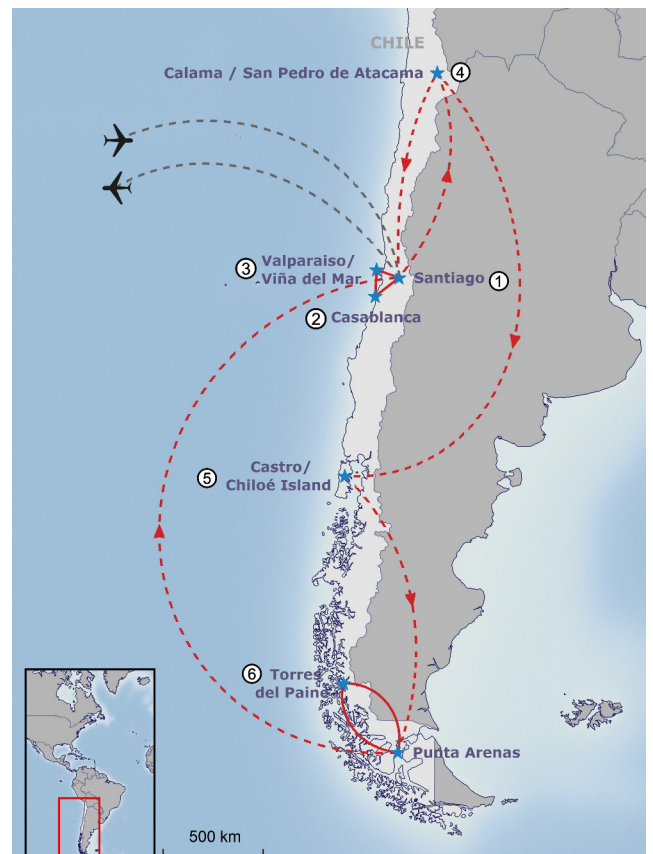 CHILE
Calama / San Pedro de Atacama
4
3
Valparaiso/
Viña del Mar
Santiago
1
2
Casablanca
5
Castro/
Chiloé Island
6
Torres
del Paine
Punta Arenas
500 km